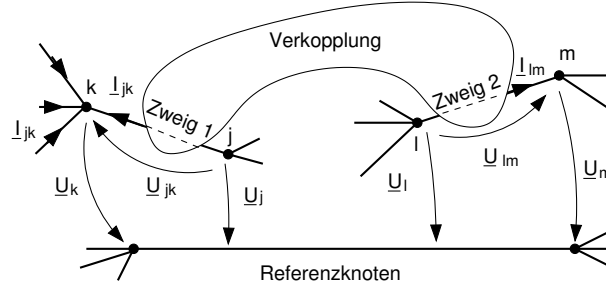 Verkopplung
m
I lm
k
I jk
Zweig 2
Zweig 1
I jk
j
l
U lm
U k
U jk
U j
U l
U m
Referenzknoten